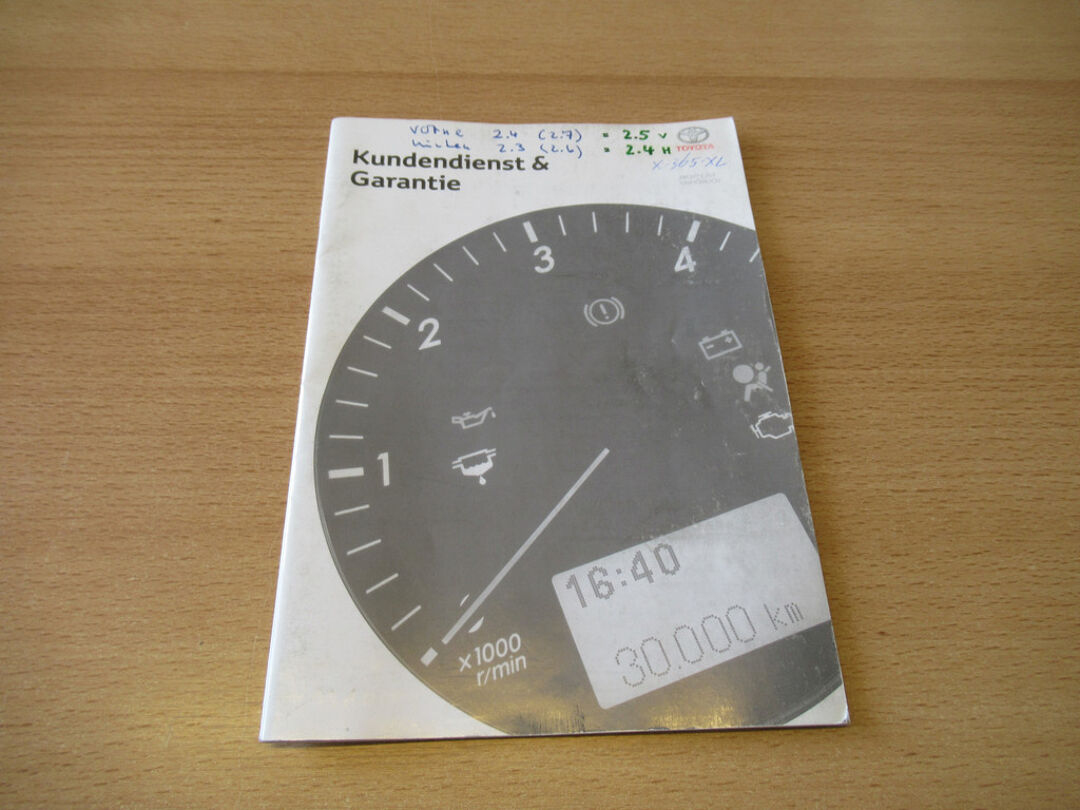 vorne 2.4 (2.7) = 2.5 v
hinten 2.3 (2.6) = 2.4 H
TOYOTA
X-365-XL
Kundendienst &
Garantie
1
2
3
4
x1000
r/min
16:40
30.000 km